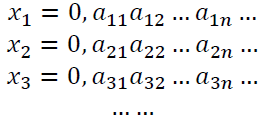 x₁ = 0, a₁₁a₁₂ … a₁ₙ …
x₂ = 0, a₂₁a₂₂ … a₂ₙ …
x₃ = 0, a₃₁a₃₂ … a₃ₙ …
… …